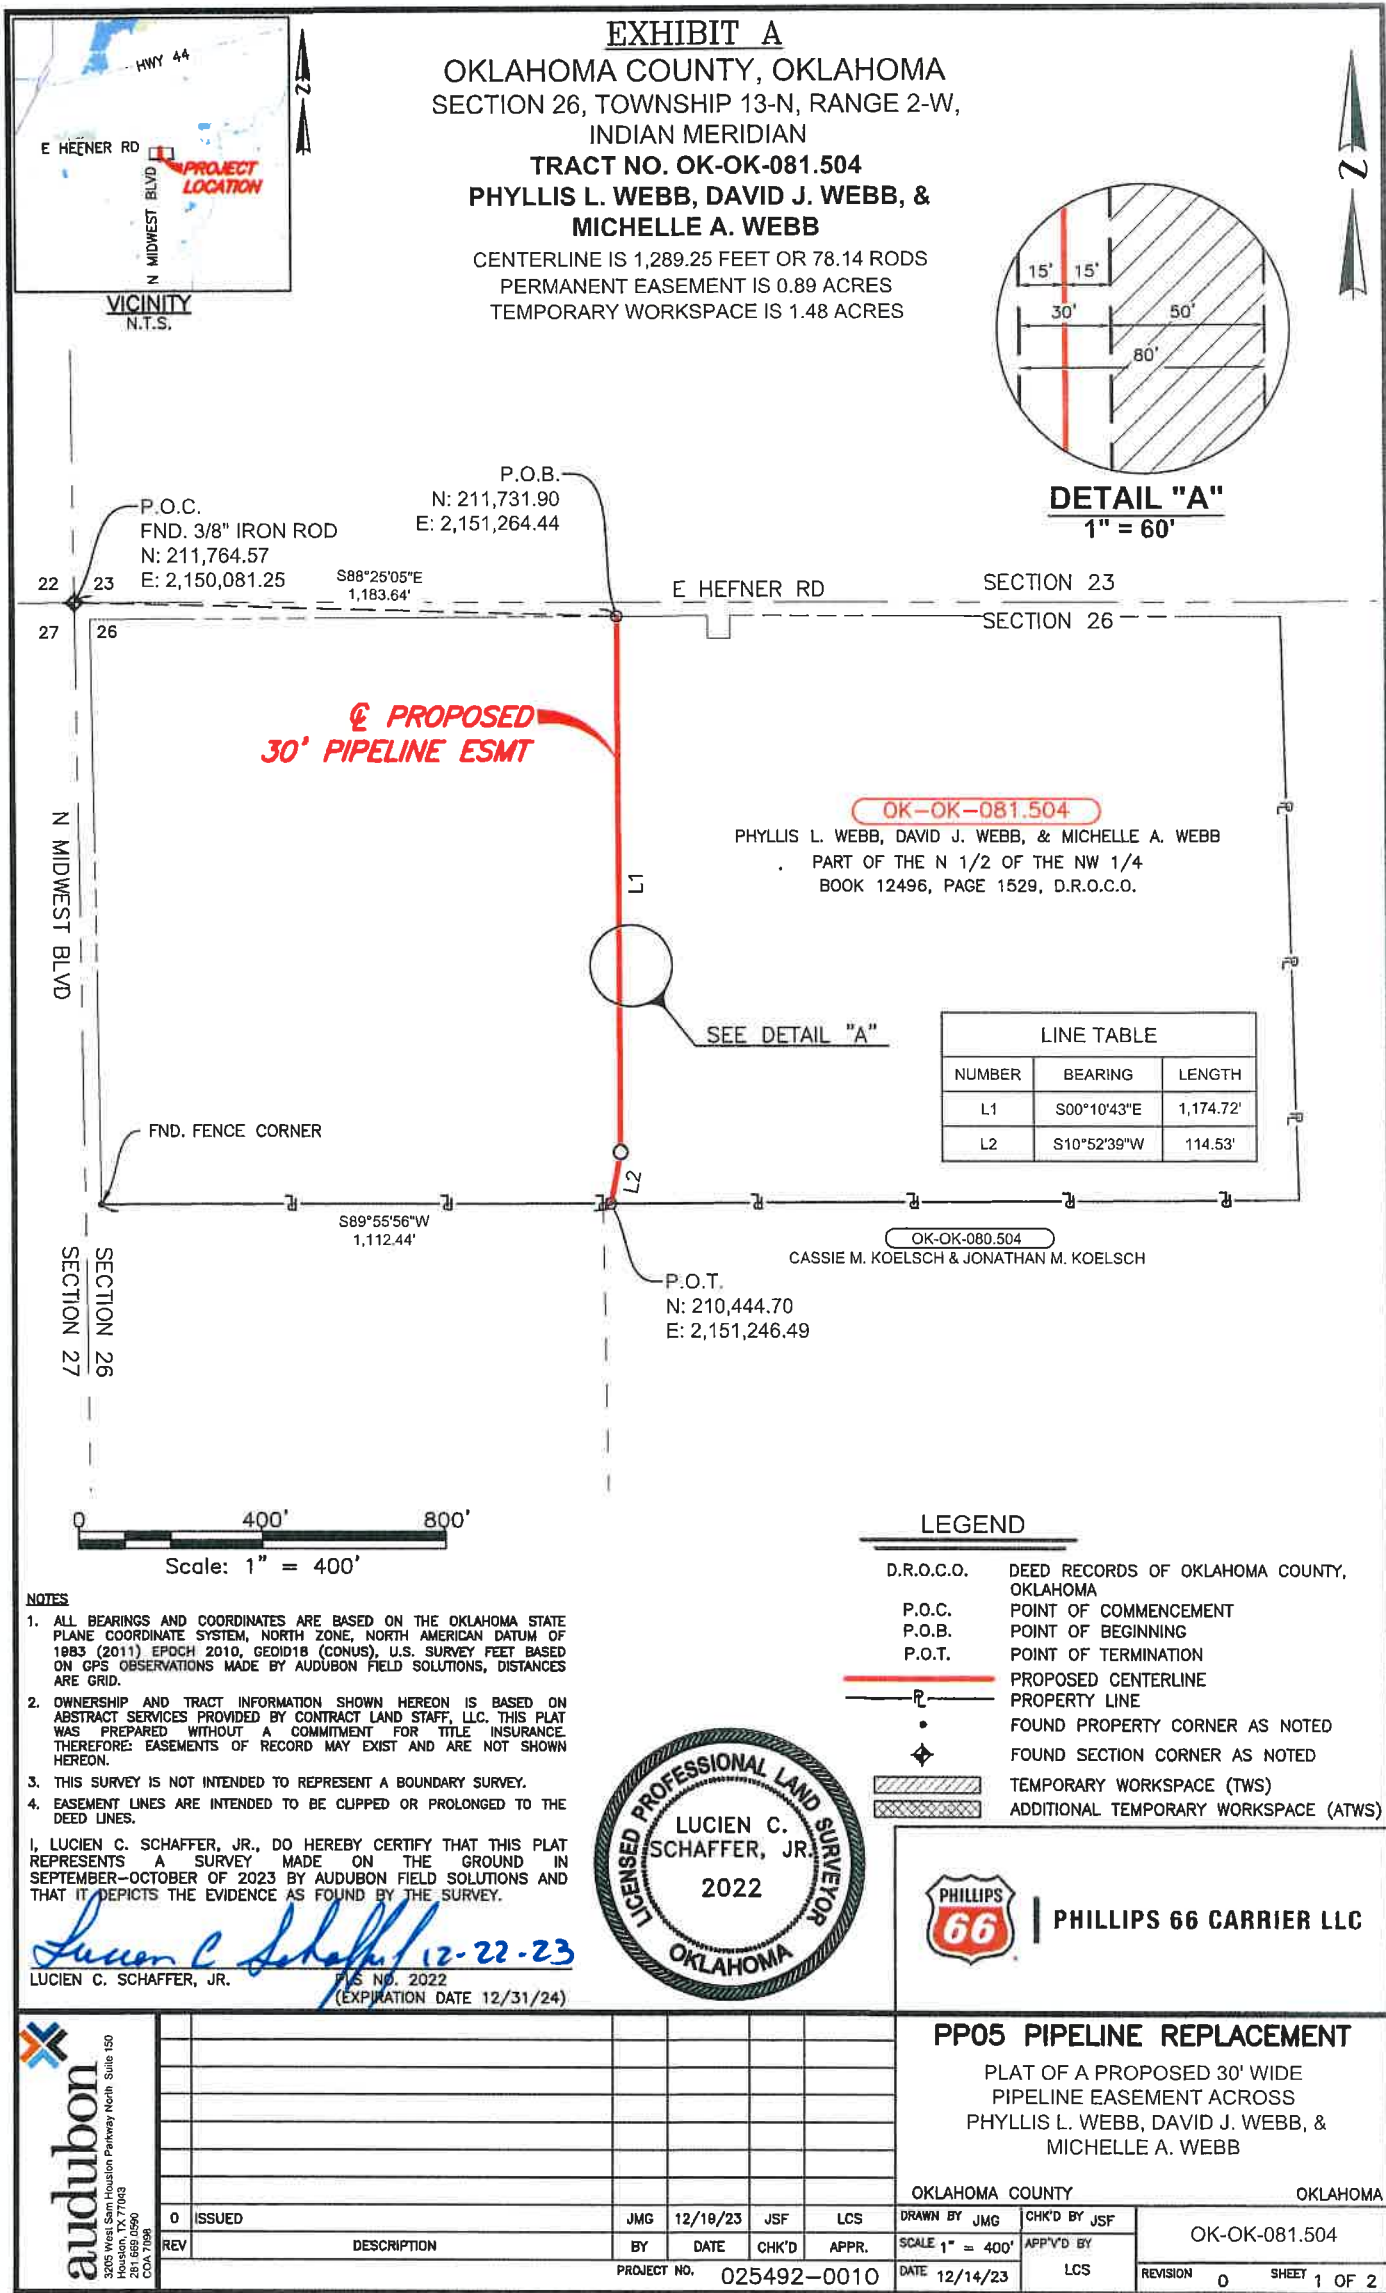 EXHIBIT A
OKLAHOMA COUNTY, OKLAHOMA
SECTION 26, TOWNSHIP 13-N, RANGE 2-W,
INDIAN MERIDIAN
TRACT NO. OK-OK-081.504
PHYLLIS L. WEBB, DAVID J. WEBB, &
MICHELLE A. WEBB
CENTERLINE IS 1,289.25 FEET OR 78.14 RODS
PERMANENT EASEMENT IS 0.89 ACRES
TEMPORARY WORKSPACE IS 1.48 ACRES
HWY 44
E HEFNER RD
PROJECT
LOCATION
N MIDWEST BLVD
VICINITY
N.T.S.
N
N
15' 15'
30' 50'
80'
DETAIL "A"
1" = 60'
P.O.C.
FND. 3/8" IRON ROD
N: 211,764.57
E: 2,150,081.25
P.O.B.
N: 211,731.90
E: 2,151,264.44
22 23
27 26
S88°25'05"E
1,183.64'
E HEFNER RD
SECTION 23
SECTION 26
℄ PROPOSED
30' PIPELINE ESMT
OK-OK-081.504
PHYLLIS L. WEBB, DAVID J. WEBB, & MICHELLE A. WEBB
PART OF THE N 1/2 OF THE NW 1/4
BOOK 12496, PAGE 1529, D.R.O.C.O.
N MIDWEST BLVD
L1
SEE DETAIL "A"
LINE TABLE
NUMBER BEARING LENGTH
L1 S00°10'43"E 1,174.72'
L2 S10°52'39"W 114.53'
FND. FENCE CORNER
L2
S89°55'56"W
1,112.44'
OK-OK-080.504
CASSIE M. KOELSCH & JONATHAN M. KOELSCH
P.O.T.
N: 210,444.70
E: 2,151,246.49
SECTION 26
SECTION 27
0 400' 800'
Scale: 1" = 400'
LEGEND
D.R.O.C.O. DEED RECORDS OF OKLAHOMA COUNTY,
OKLAHOMA
P.O.C. POINT OF COMMENCEMENT
P.O.B. POINT OF BEGINNING
P.O.T. POINT OF TERMINATION
PROPOSED CENTERLINE
PROPERTY LINE
FOUND PROPERTY CORNER AS NOTED
FOUND SECTION CORNER AS NOTED
TEMPORARY WORKSPACE (TWS)
ADDITIONAL TEMPORARY WORKSPACE (ATWS)
NOTES
1. ALL BEARINGS AND COORDINATES ARE BASED ON THE OKLAHOMA STATE
PLANE COORDINATE SYSTEM, NORTH ZONE, NORTH AMERICAN DATUM OF
1983 (2011) EPOCH 2010, GEOID18 (CONUS), U.S. SURVEY FEET BASED
ON GPS OBSERVATIONS MADE BY AUDUBON FIELD SOLUTIONS, DISTANCES
ARE GRID.
2. OWNERSHIP AND TRACT INFORMATION SHOWN HEREON IS BASED ON
ABSTRACT SERVICES PROVIDED BY CONTRACT LAND STAFF, LLC. THIS PLAT
WAS PREPARED WITHOUT A COMMITMENT FOR TITLE INSURANCE.
THEREFORE: EASEMENTS OF RECORD MAY EXIST AND ARE NOT SHOWN
HEREON.
3. THIS SURVEY IS NOT INTENDED TO REPRESENT A BOUNDARY SURVEY.
4. EASEMENT LINES ARE INTENDED TO BE CLIPPED OR PROLONGED TO THE
DEED LINES.
I, LUCIEN C. SCHAFFER, JR., DO HEREBY CERTIFY THAT THIS PLAT
REPRESENTS A SURVEY MADE ON THE GROUND IN
SEPTEMBER-OCTOBER OF 2023 BY AUDUBON FIELD SOLUTIONS AND
THAT IT DEPICTS THE EVIDENCE AS FOUND BY THE SURVEY.
Lucien C Schaffer 12-22-23
LUCIEN C. SCHAFFER, JR. PLS NO. 2022
(EXPIRATION DATE 12/31/24)
LICENSED PROFESSIONAL LAND SURVEYOR
LUCIEN C.
SCHAFFER, JR.
2022
OKLAHOMA
PHILLIPS
66
PHILLIPS 66 CARRIER LLC
audubon
3205 West Sam Houston Parkway North Suite 150
Houston, TX 77043
281.669.0590
COA 7098
0 ISSUED JMG 12/19/23 JSF LCS
REV DESCRIPTION BY DATE CHK'D APPR.
PROJECT NO. 025492-0010
PP05 PIPELINE REPLACEMENT
PLAT OF A PROPOSED 30' WIDE
PIPELINE EASEMENT ACROSS
PHYLLIS L. WEBB, DAVID J. WEBB, &
MICHELLE A. WEBB
OKLAHOMA COUNTY OKLAHOMA
DRAWN BY JMG CHK'D BY JSF
OK-OK-081.504
SCALE 1" = 400' APP'V'D BY
LCS
DATE 12/14/23
REVISION 0 SHEET 1 OF 2